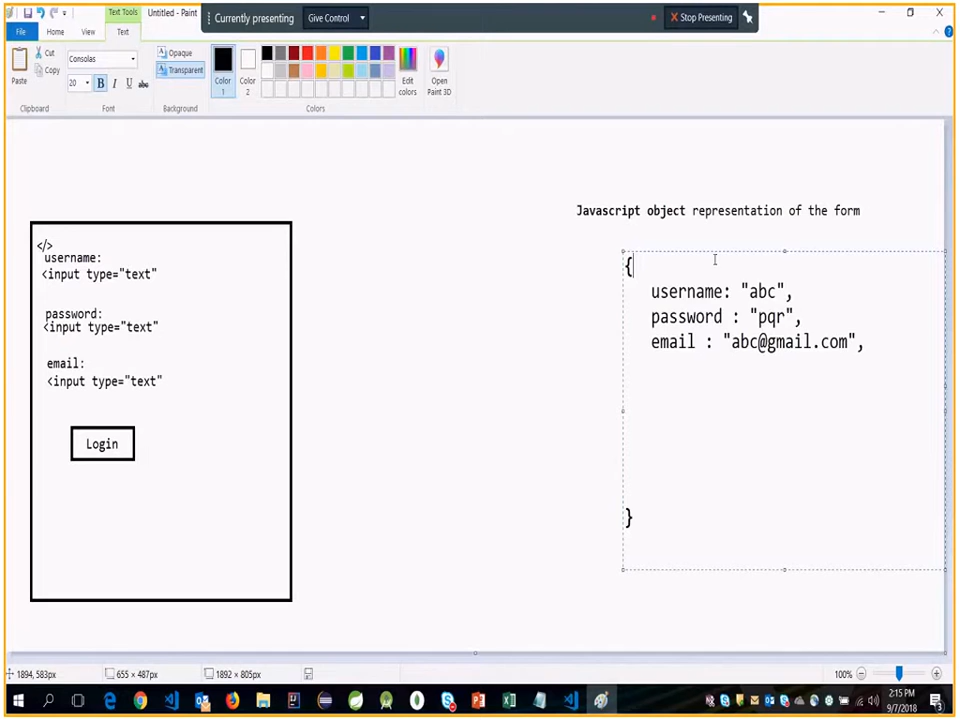 Text Tools
Untitled - Paint
Currently presenting
Give Control
Stop Presenting
File
Home
View
Text
Paste
Cut
Copy
Clipboard
Consolas
20
B I U abc
Font
Opaque
Transparent
Background
Color
1
Color
2
Edit
colors
Colors
Open
Paint 3D
</>
username:
<input type="text"
password:
<input type="text"
email:
<input type="text"
Login
Javascript object representation of the form
{
username: "abc",
password : "pqr",
email : "abc@gmail.com",
}
1894, 583px
655 × 487px
1892 × 805px
100%
2:15 PM
9/7/2018